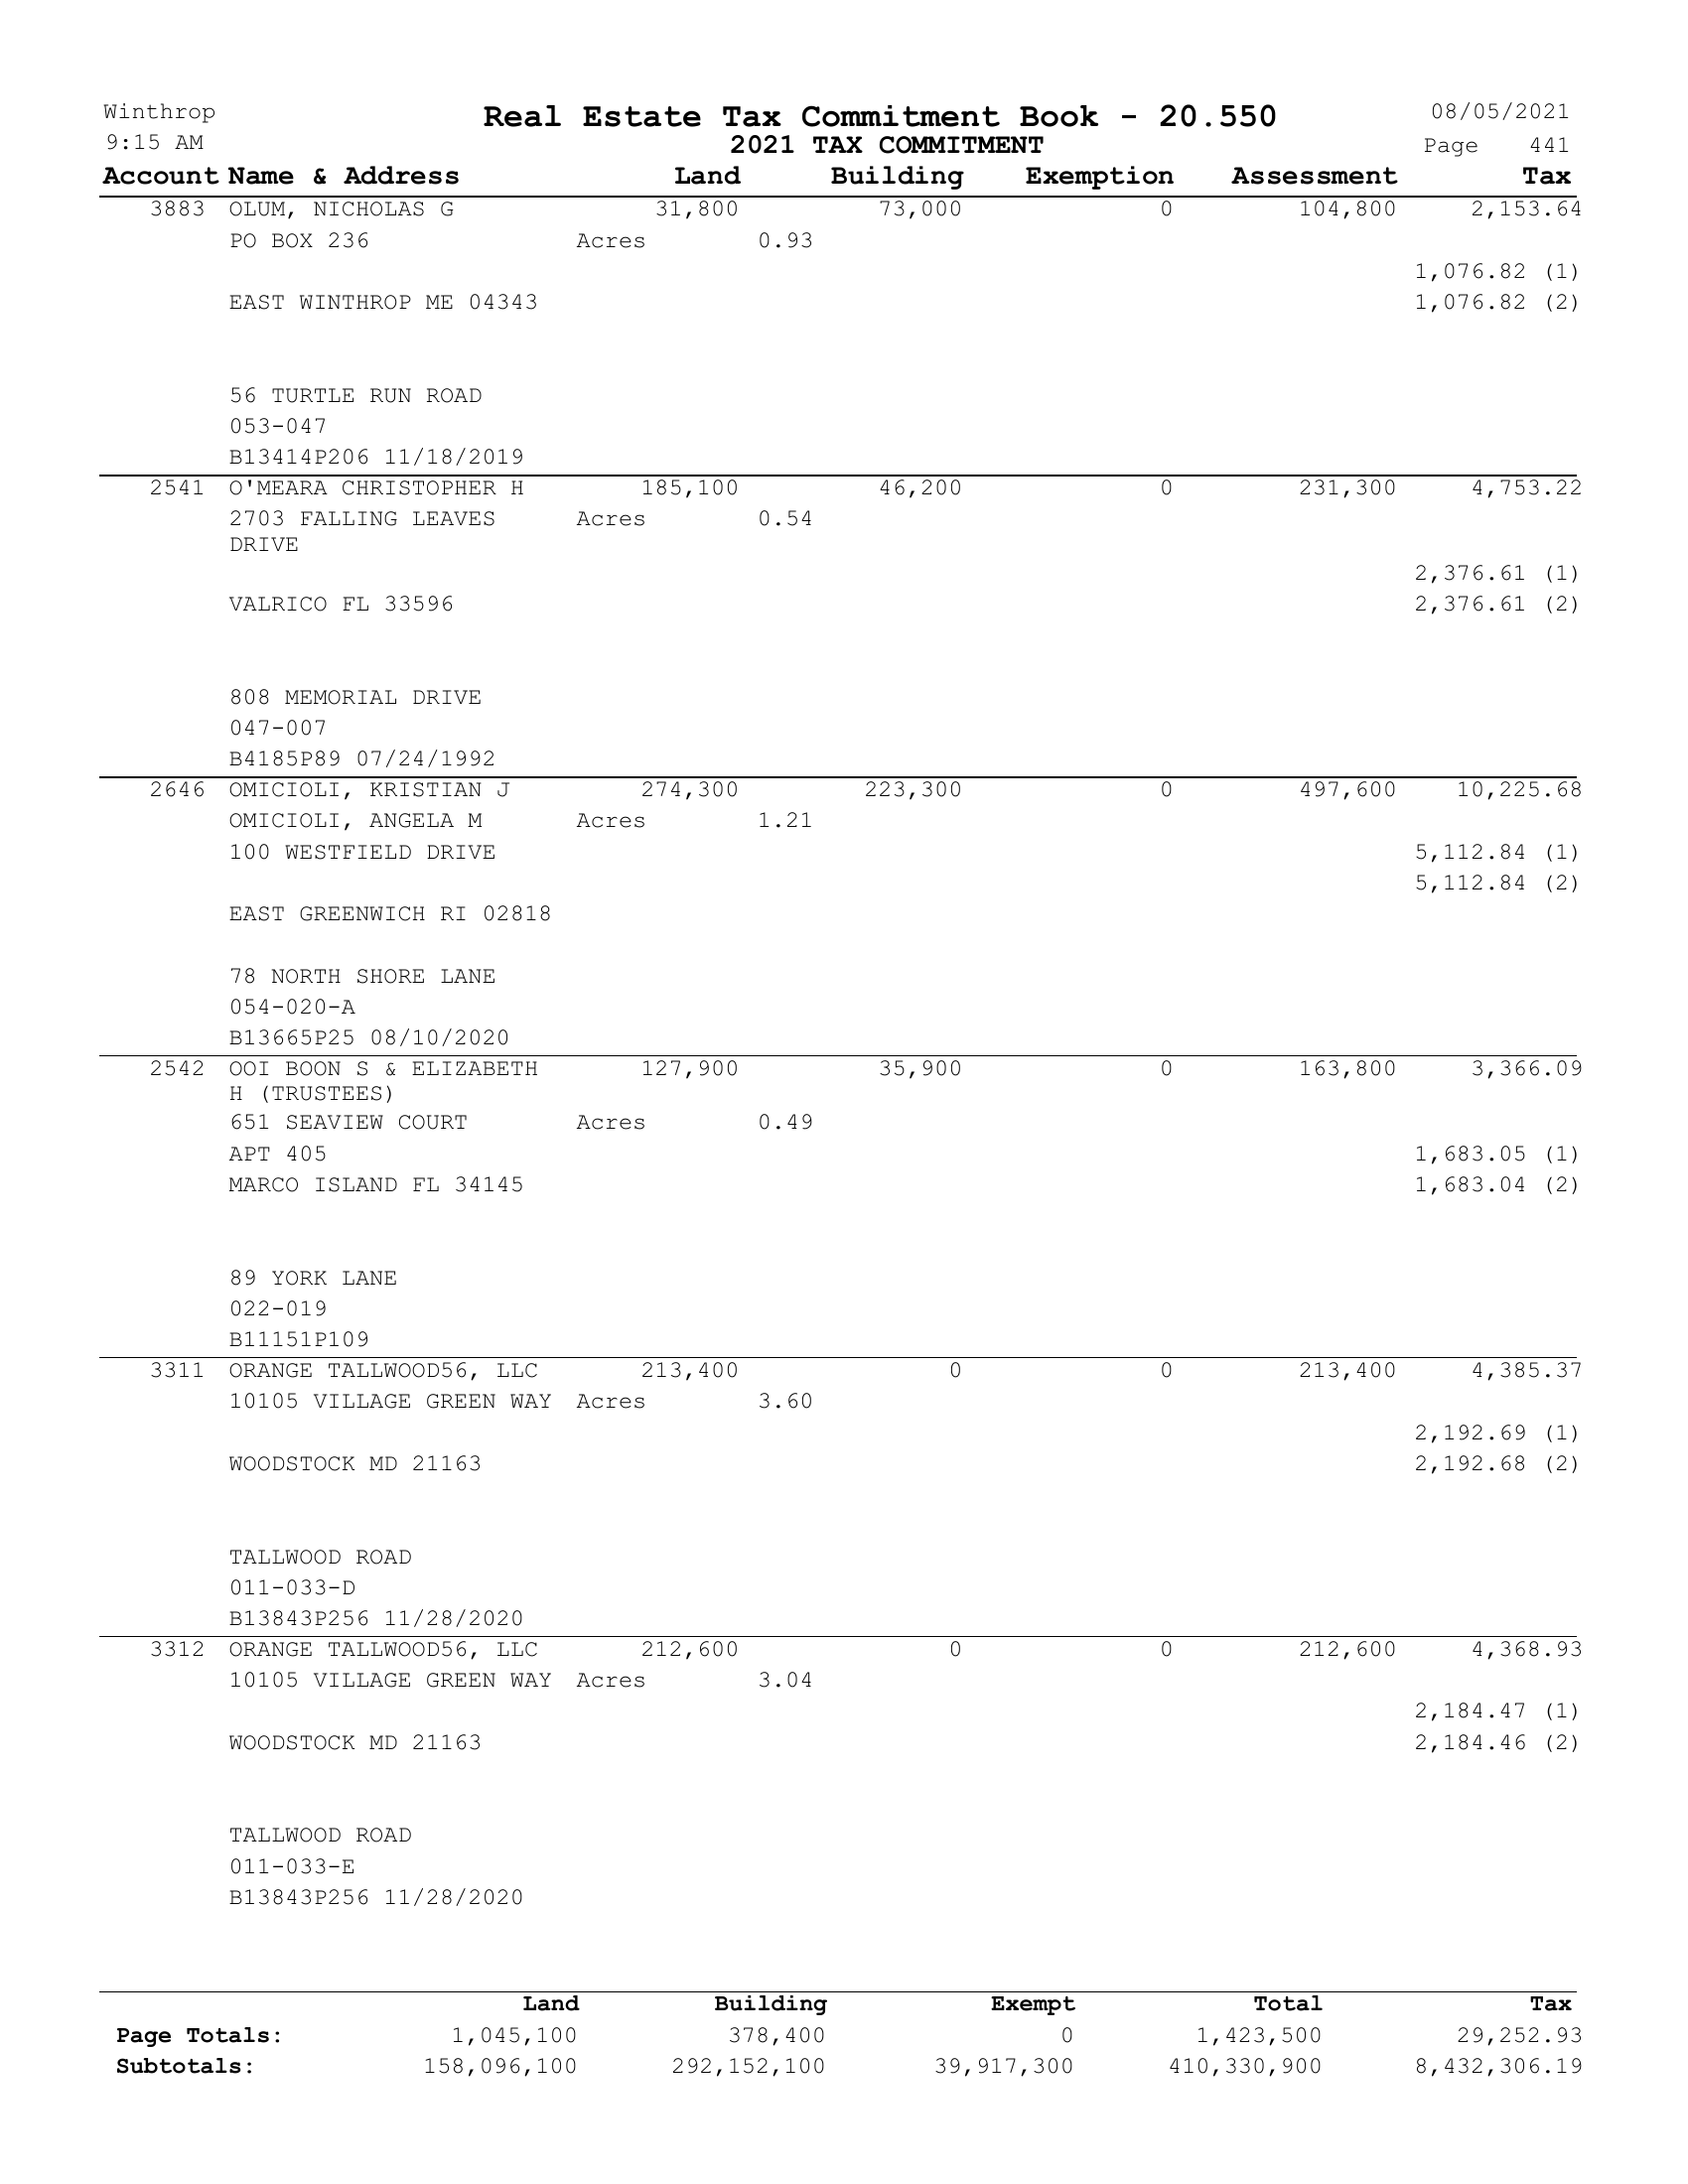 Winthrop Real Estate Tax Commitment Book - 20.550 08/05/2021
9:15 AM 2021 TAX COMMITMENT Page 441
Account Name & Address Land Building Exemption Assessment Tax
3883 OLUM, NICHOLAS G 31,800 73,000 0 104,800 2,153.64
PO BOX 236 Acres 0.93
1,076.82 (1)
EAST WINTHROP ME 04343 1,076.82 (2)
56 TURTLE RUN ROAD
053-047
B13414P206 11/18/2019
2541 O'MEARA CHRISTOPHER H 185,100 46,200 0 231,300 4,753.22
2703 FALLING LEAVES Acres 0.54
DRIVE
2,376.61 (1)
VALRICO FL 33596 2,376.61 (2)
808 MEMORIAL DRIVE
047-007
B4185P89 07/24/1992
2646 OMICIOLI, KRISTIAN J 274,300 223,300 0 497,600 10,225.68
OMICIOLI, ANGELA M Acres 1.21
100 WESTFIELD DRIVE 5,112.84 (1)
5,112.84 (2)
EAST GREENWICH RI 02818
78 NORTH SHORE LANE
054-020-A
B13665P25 08/10/2020
2542 OOI BOON S & ELIZABETH 127,900 35,900 0 163,800 3,366.09
H (TRUSTEES)
651 SEAVIEW COURT Acres 0.49
APT 405 1,683.05 (1)
MARCO ISLAND FL 34145 1,683.04 (2)
89 YORK LANE
022-019
B11151P109
3311 ORANGE TALLWOOD56, LLC 213,400 0 0 213,400 4,385.37
10105 VILLAGE GREEN WAY Acres 3.60
2,192.69 (1)
WOODSTOCK MD 21163 2,192.68 (2)
TALLWOOD ROAD
011-033-D
B13843P256 11/28/2020
3312 ORANGE TALLWOOD56, LLC 212,600 0 0 212,600 4,368.93
10105 VILLAGE GREEN WAY Acres 3.04
2,184.47 (1)
WOODSTOCK MD 21163 2,184.46 (2)
TALLWOOD ROAD
011-033-E
B13843P256 11/28/2020
Land Building Exempt Total Tax
Page Totals: 1,045,100 378,400 0 1,423,500 29,252.93
Subtotals: 158,096,100 292,152,100 39,917,300 410,330,900 8,432,306.19